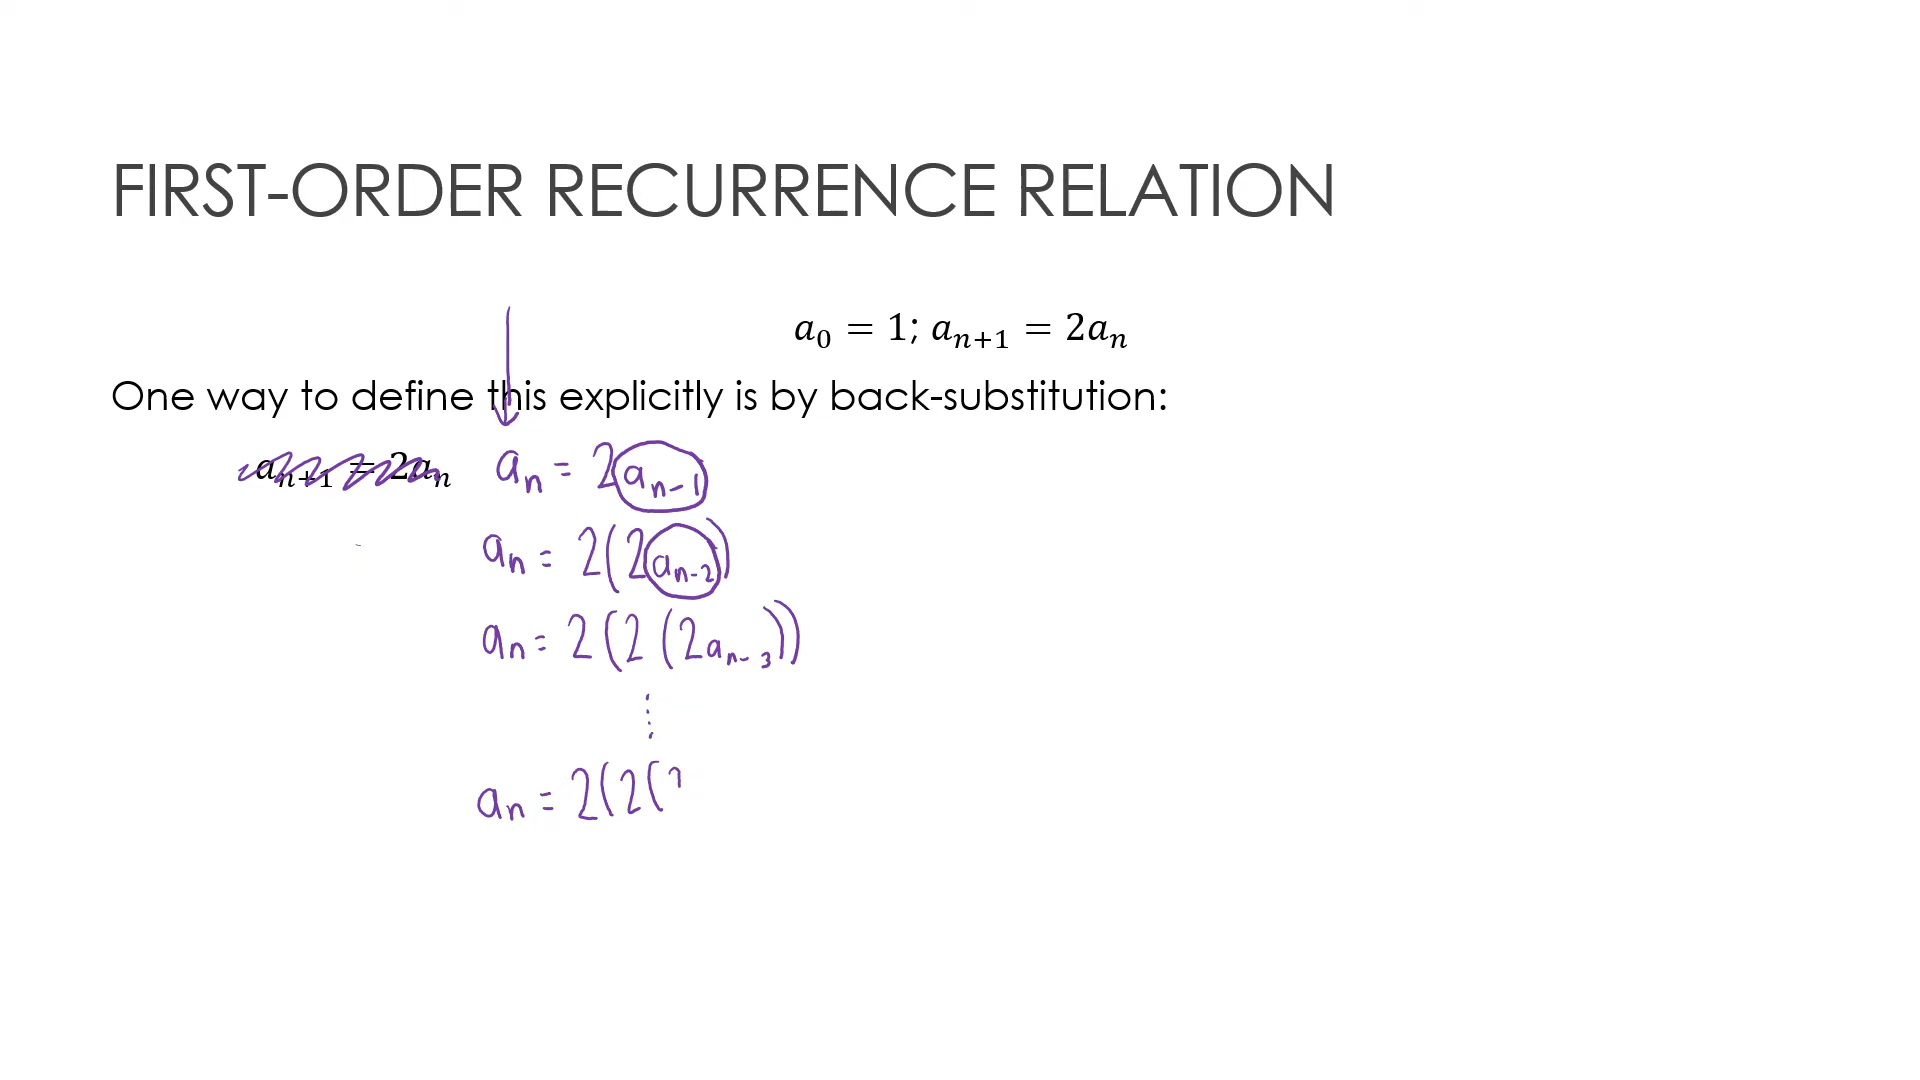 FIRST-ORDER RECURRENCE RELATION
a₀ = 1; aₙ₊₁ = 2aₙ
One way to define this explicitly is by back-substitution:
aₙ₊₁ = 2aₙ aₙ = 2aₙ₋₁
aₙ = 2(2aₙ₋₂)
aₙ = 2(2(2aₙ₋₃))
⋮
aₙ = 2(2(